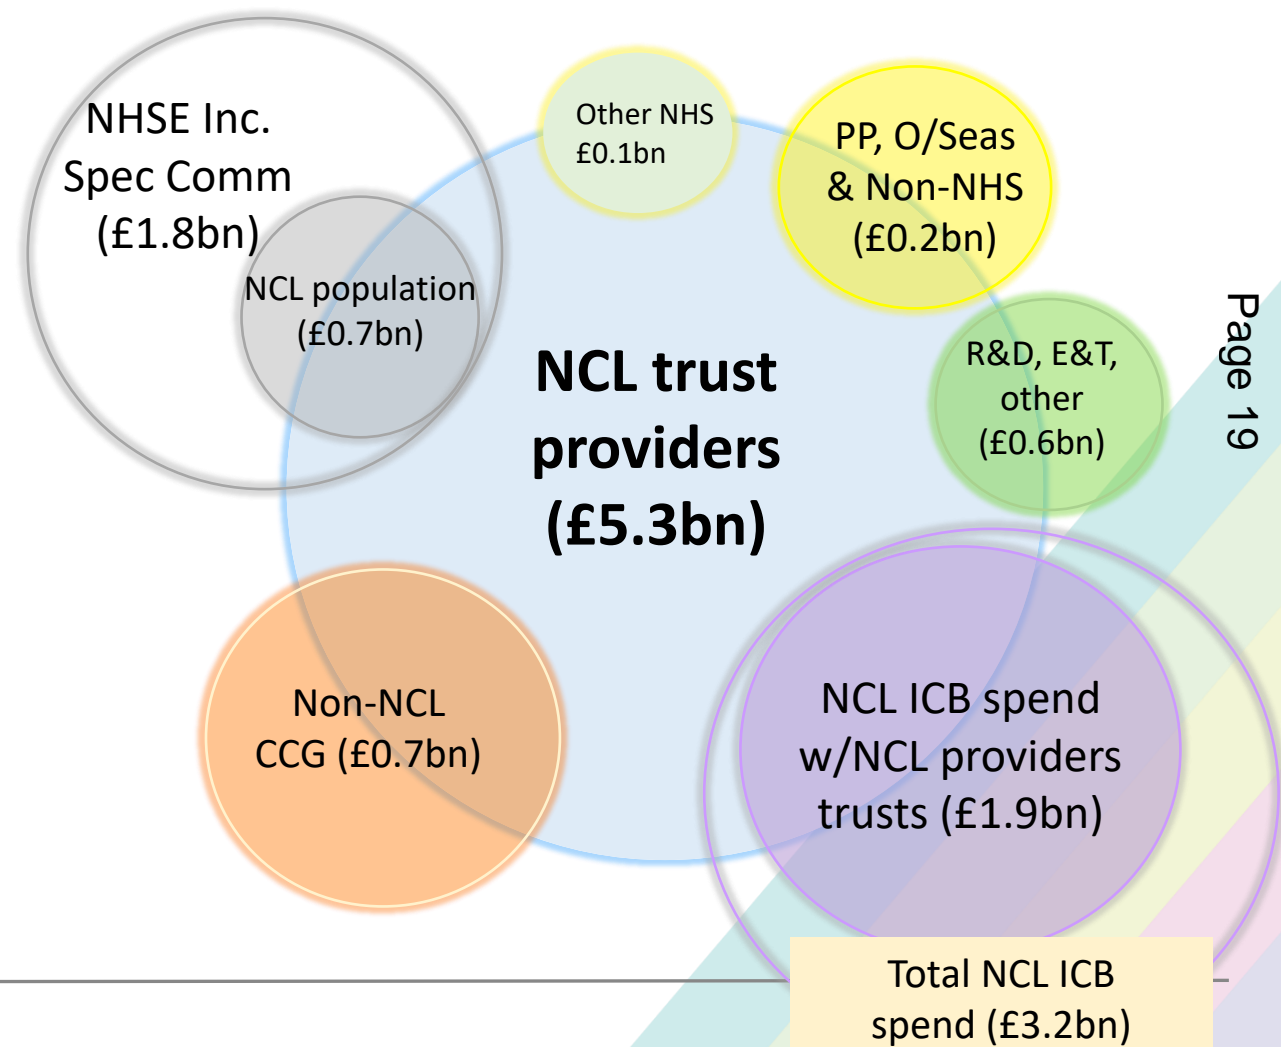 NHSE Inc.
Spec Comm
(£1.8bn)
NCL population
(£0.7bn)
Other NHS
£0.1bn
PP, O/Seas
& Non-NHS
(£0.2bn)
R&D, E&T,
other
(£0.6bn)
NCL trust
providers
(£5.3bn)
Non-NCL
CCG (£0.7bn)
NCL ICB spend
w/NCL providers
trusts (£1.9bn)
Total NCL ICB
spend (£3.2bn)
Page 19